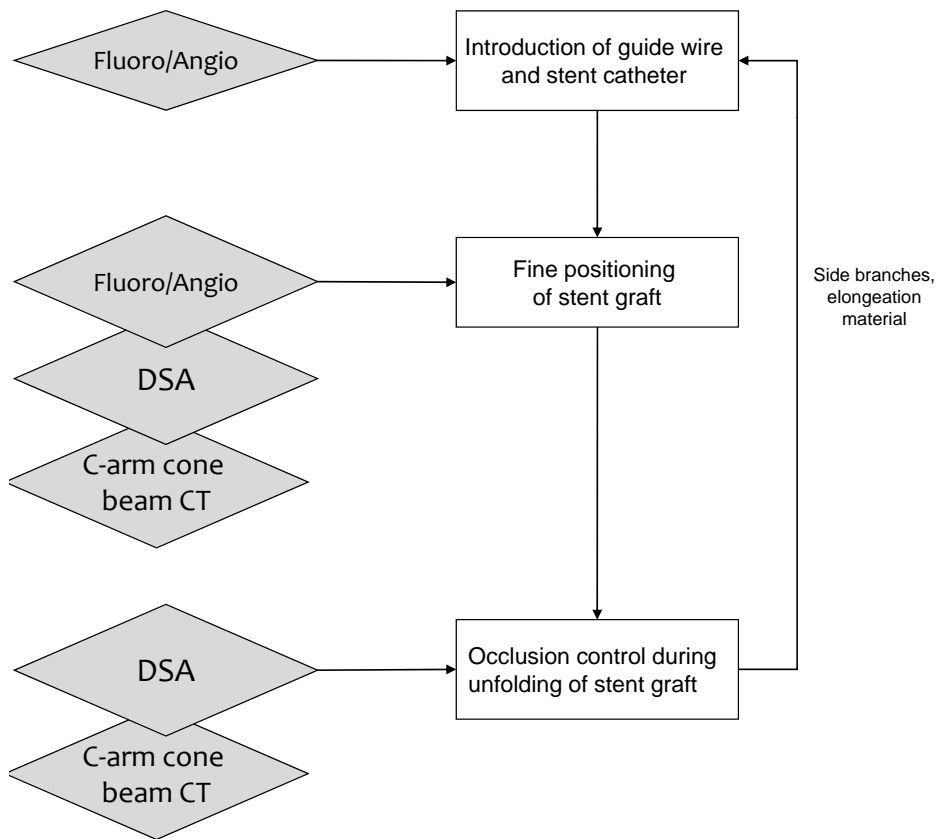 Fluoro/Angio
Introduction of guide wire
and stent catheter
Fluoro/Angio
Fine positioning
of stent graft
Side branches,
elongeation
material
DSA
C-arm cone
beam CT
DSA
Occlusion control during
unfolding of stent graft
C-arm cone
beam CT